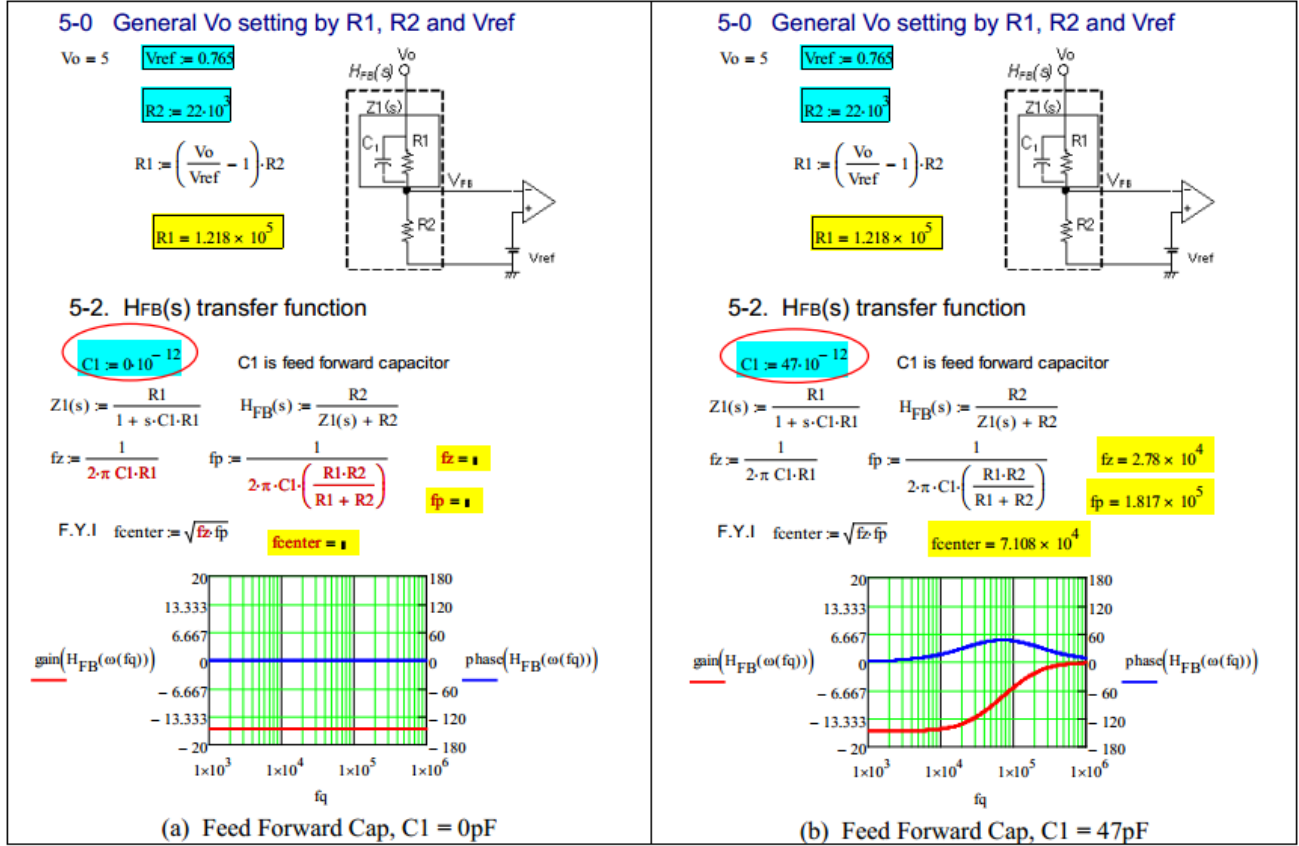 5-0 General Vo setting by R1, R2 and Vref
Vo = 5 Vref := 0.765
R2 := 22·10^3
R1 := (Vo/Vref − 1)·R2
R1 = 1.218 × 10^5
Vo
H_FB(s)
Z1(s)
C1 R1
V_FB
−
+
R2
Vref
5-2. HFB(s) transfer function
C1 := 0·10^−12 C1 is feed forward capacitor
Z1(s) := R1/(1 + s·C1·R1) H_FB(s) := R2/(Z1(s) + R2)
fz := 1/(2·π C1·R1) fp := 1/(2·π·C1·(R1·R2/(R1 + R2))) fz = ▪
fp = ▪
F.Y.I fcenter := √(fz·fp) fcenter = ▪
20 180
13.333 120
6.667 60
0 0
gain(H_FB(ω(fq))) phase(H_FB(ω(fq)))
− 6.667 − 60
− 13.333 − 120
− 20 − 180
1×10^3 1×10^4 1×10^5 1×10^6
fq
(a) Feed Forward Cap, C1 = 0pF
5-0 General Vo setting by R1, R2 and Vref
Vo = 5 Vref := 0.765
R2 := 22·10^3
R1 := (Vo/Vref − 1)·R2
R1 = 1.218 × 10^5
Vo
H_FB(s)
Z1(s)
C1 R1
V_FB
−
+
R2
Vref
5-2. HFB(s) transfer function
C1 := 47·10^−12 C1 is feed forward capacitor
Z1(s) := R1/(1 + s·C1·R1) H_FB(s) := R2/(Z1(s) + R2)
fz := 1/(2·π C1·R1) fp := 1/(2·π·C1·(R1·R2/(R1 + R2))) fz = 2.78 × 10^4
fp = 1.817 × 10^5
F.Y.I fcenter := √(fz·fp) fcenter = 7.108 × 10^4
20 180
13.333 120
6.667 60
0 0
gain(H_FB(ω(fq))) phase(H_FB(ω(fq)))
− 6.667 − 60
− 13.333 − 120
− 20 − 180
1×10^3 1×10^4 1×10^5 1×10^6
fq
(b) Feed Forward Cap, C1 = 47pF